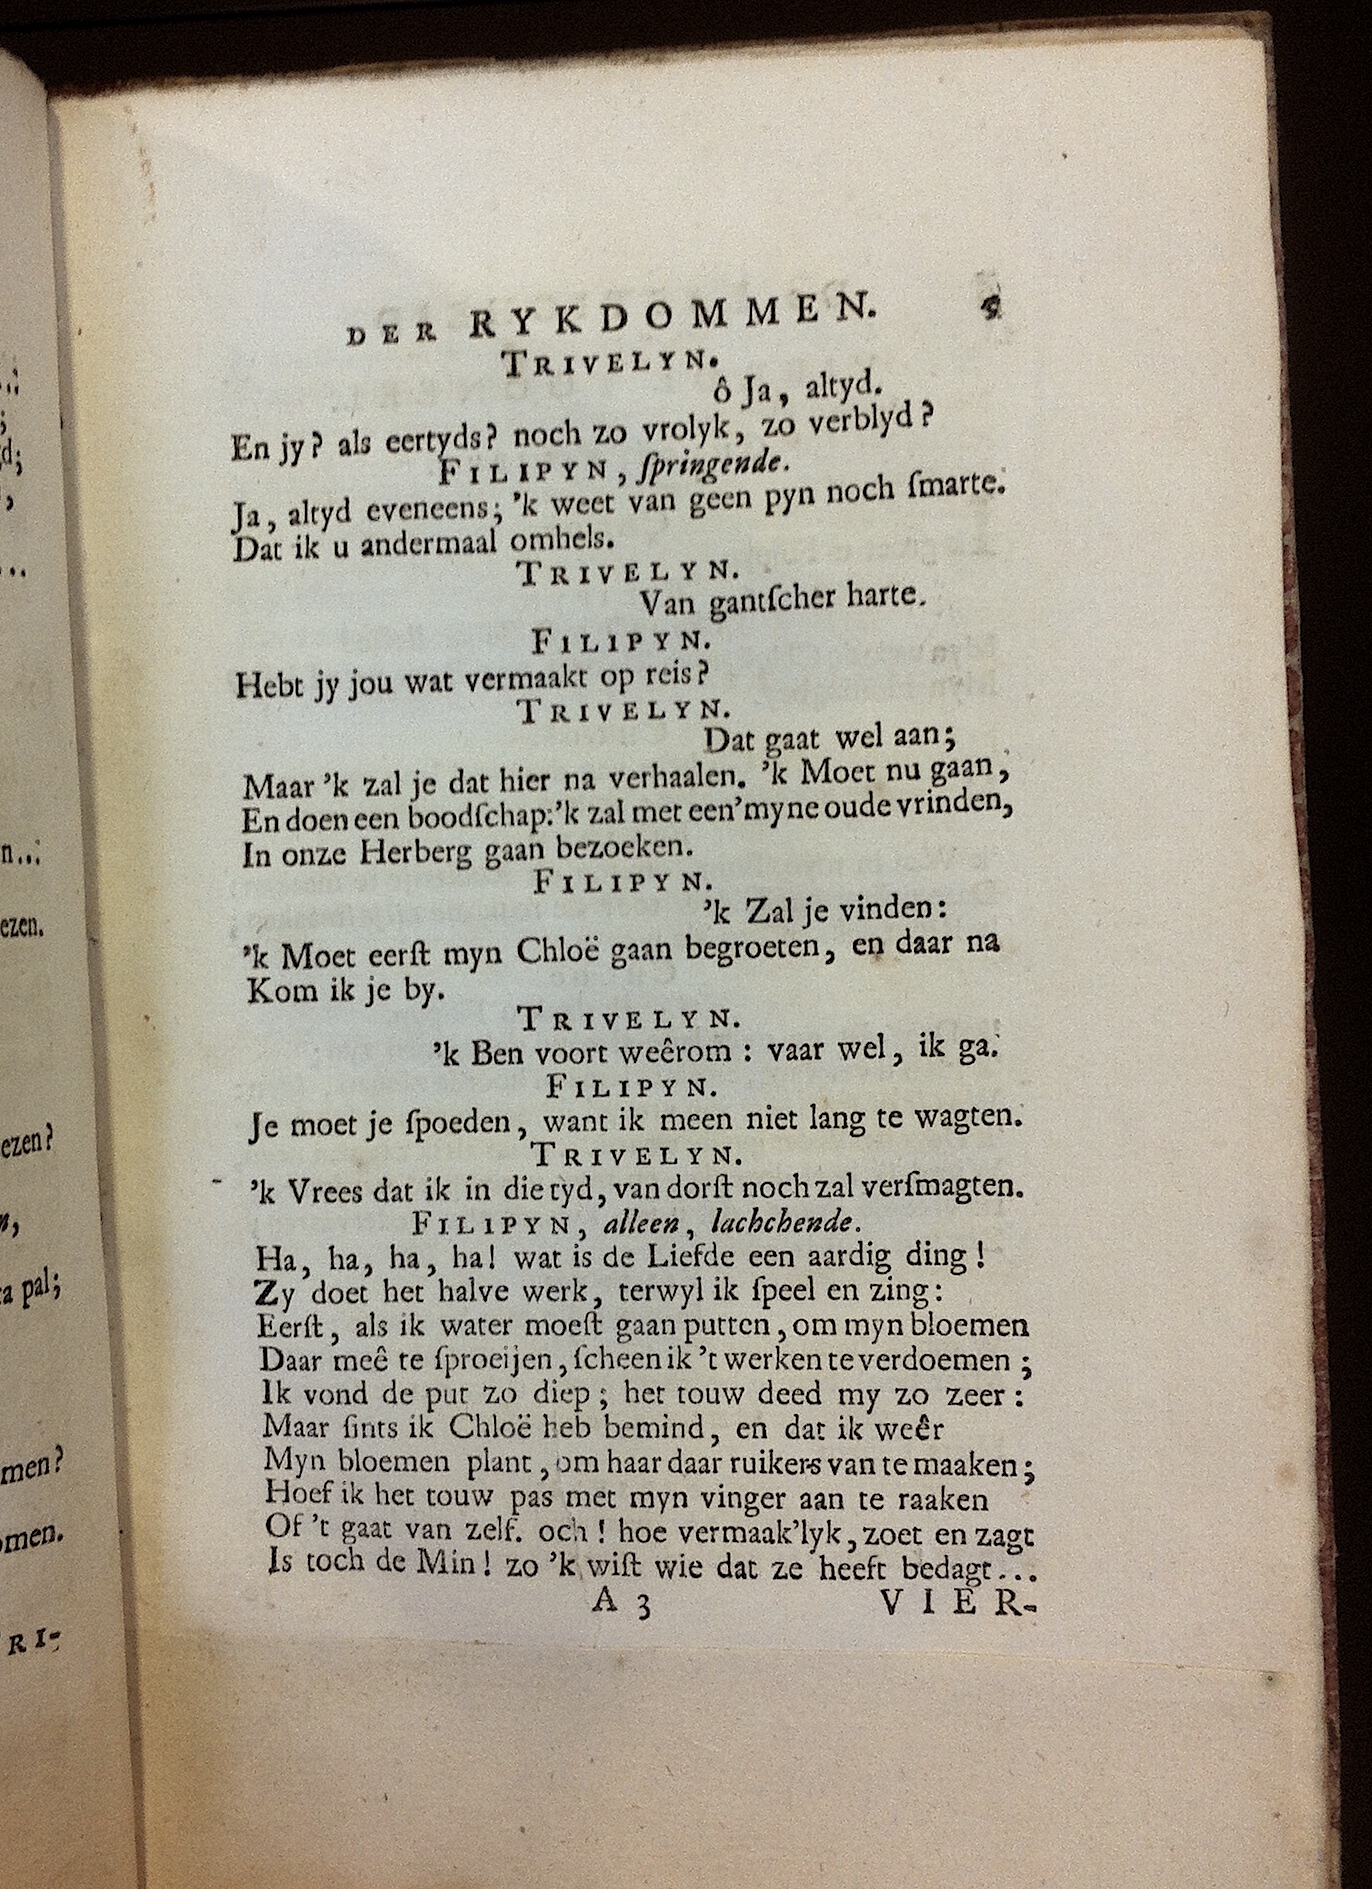 DER RYKDOMMEN. 5
TRIVELYN.
ô Ja, altyd.
En jy? als eertyds? noch zo vrolyk, zo verblyd?
FILIPYN, ſpringende.
Ja, altyd eveneens; 'k weet van geen pyn noch ſmarte.
Dat ik u andermaal omhels.
TRIVELYN.
Van gantſcher harte.
FILIPYN.
Hebt jy jou wat vermaakt op reis?
TRIVELYN.
Dat gaat wel aan;
Maar 'k zal je dat hier na verhaalen. 'k Moet nu gaan,
En doen een boodſchap: 'k zal met een' myne oude vrinden,
In onze Herberg gaan bezoeken.
FILIPYN.
'k Zal je vinden:
'k Moet eerſt myn Chloë gaan begroeten, en daar na
Kom ik je by.
TRIVELYN.
'k Ben voort weêrom: vaar wel, ik ga.
FILIPYN.
Je moet je ſpoeden, want ik meen niet lang te wagten.
TRIVELYN.
'k Vrees dat ik in die tyd, van dorſt noch zal verſmagten.
FILIPYN, alleen, lachchende.
Ha, ha, ha, ha! wat is de Liefde een aardig ding!
Zy doet het halve werk, terwyl ik ſpeel en zing:
Eerſt, als ik water moeſt gaan putten, om myn bloemen
Daar meê te ſproeijen, ſcheen ik 't werken te verdoemen;
Ik vond de put zo diep; het touw deed my zo zeer:
Maar ſints ik Chloë heb bemind, en dat ik weêr
Myn bloemen plant, om haar daar ruikers van te maaken;
Hoef ik het touw pas met myn vinger aan te raaken
Of 't gaat van zelf. och! hoe vermaak'lyk, zoet en zagt
Is toch de Min! zo 'k wiſt wie dat ze heeft bedagt...
A 3 VIER-